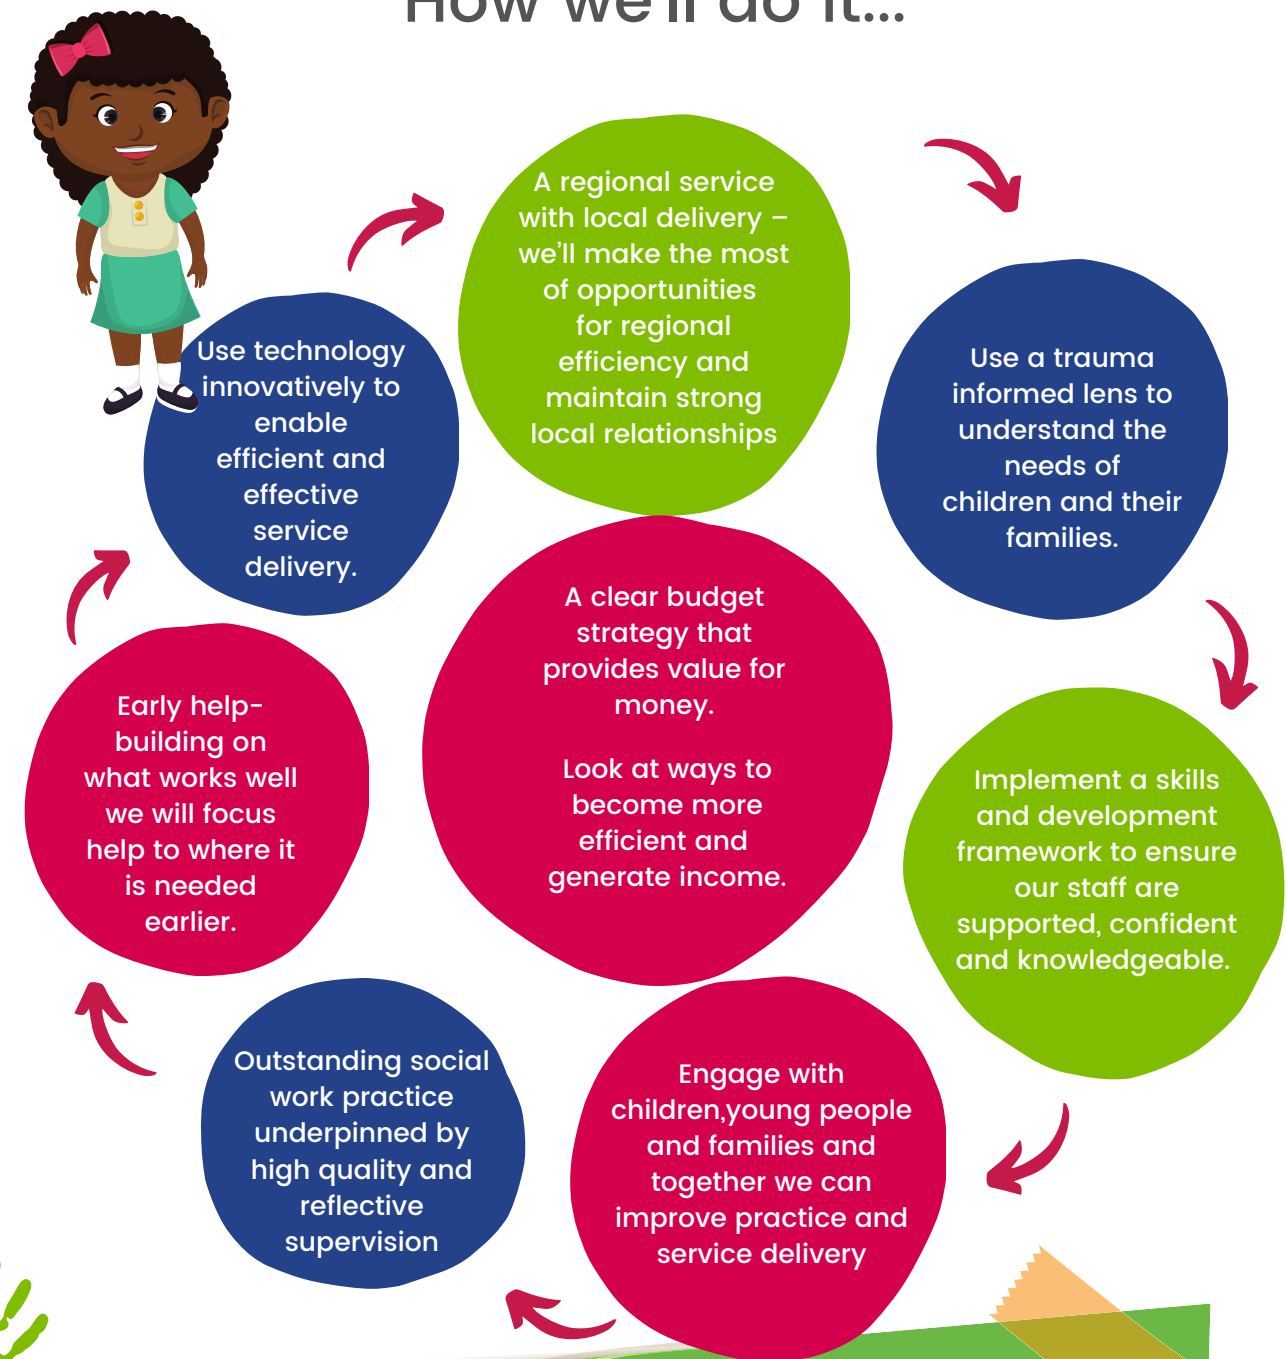 How we'll do it...
A regional service
with local delivery –
we'll make the most
of opportunities
for regional
efficiency and
maintain strong
local relationships
Use a trauma
informed lens to
understand the
needs of
children and their
families.
Implement a skills
and development
framework to ensure
our staff are
supported, confident
and knowledgeable.
Engage with
children,young people
and families and
together we can
improve practice and
service delivery
Outstanding social
work practice
underpinned by
high quality and
reflective
supervision
Early help-
building on
what works well
we will focus
help to where it
is needed
earlier.
Use technology
innovatively to
enable
efficient and
effective
service
delivery.
A clear budget
strategy that
provides value for
money.
Look at ways to
become more
efficient and
generate income.